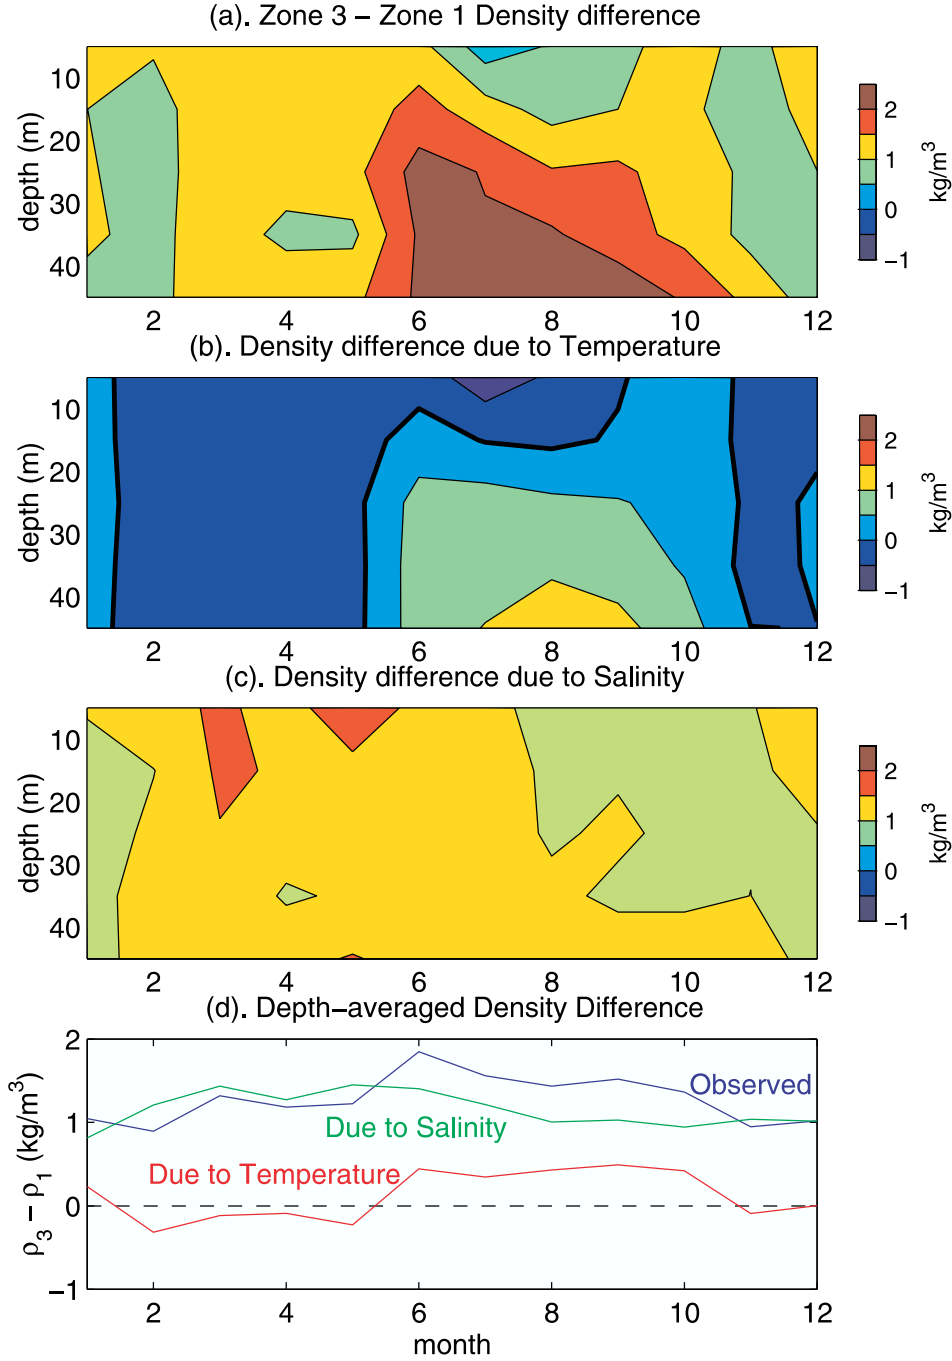 (a). Zone 3 − Zone 1 Density difference
depth (m)
10
20
30
40
2 4 6 8 10 12
2
1
0
−1
kg/m³
(b). Density difference due to Temperature
depth (m)
10
20
30
40
2 4 6 8 10 12
2
1
0
−1
kg/m³
(c). Density difference due to Salinity
depth (m)
10
20
30
40
2 4 6 8 10 12
2
1
0
−1
kg/m³
(d). Depth−averaged Density Difference
ρ₃ − ρ₁ (kg/m³)
2
1
0
−1
Observed
Due to Salinity
Due to Temperature
2 4 6 8 10 12
month